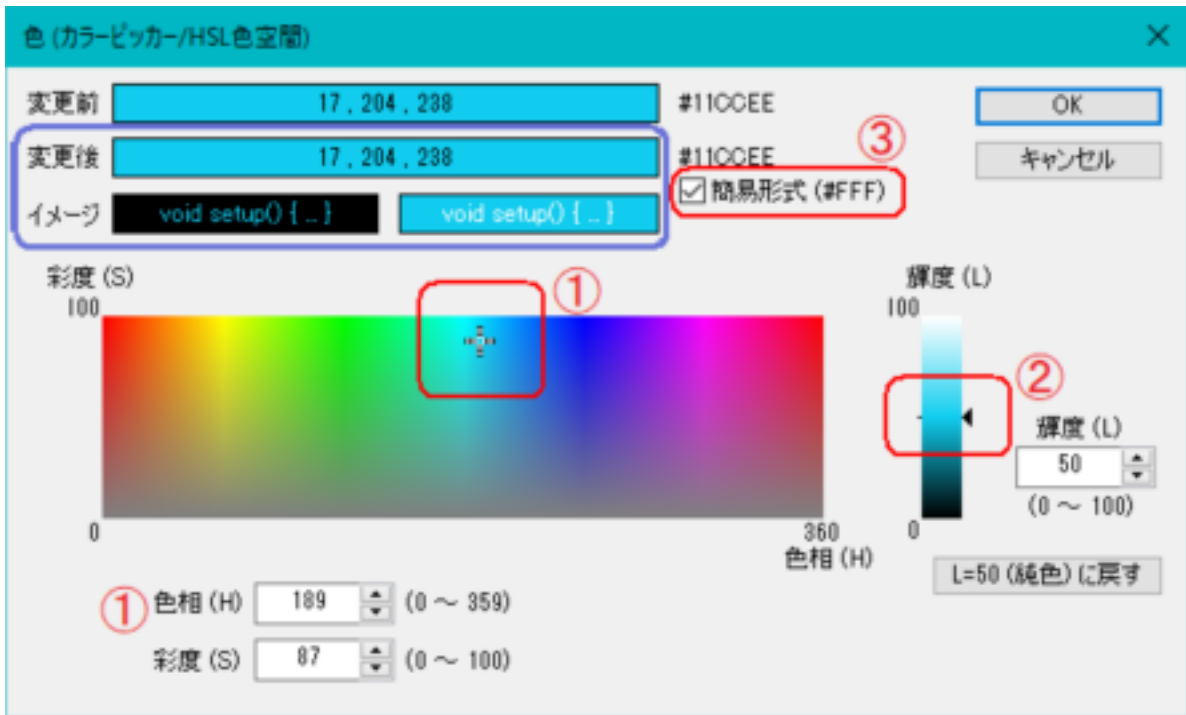 色 (カラーピッカー/HSL色空間)
変更前 17 , 204 , 238 #11CCEE OK
③
変更後 17 , 204 , 238 #11CCEE キャンセル
簡易形式 (#FFF)
イメージ void setup() { … } void setup() { … }
彩度 (S) ① 輝度 (L)
100 100
②
輝度 (L)
50
(0 ～ 100)
0 360 0
色相 (H)
L=50 (純色) に戻す
① 色相 (H) 189 (0 ～ 359)
彩度 (S) 87 (0 ～ 100)